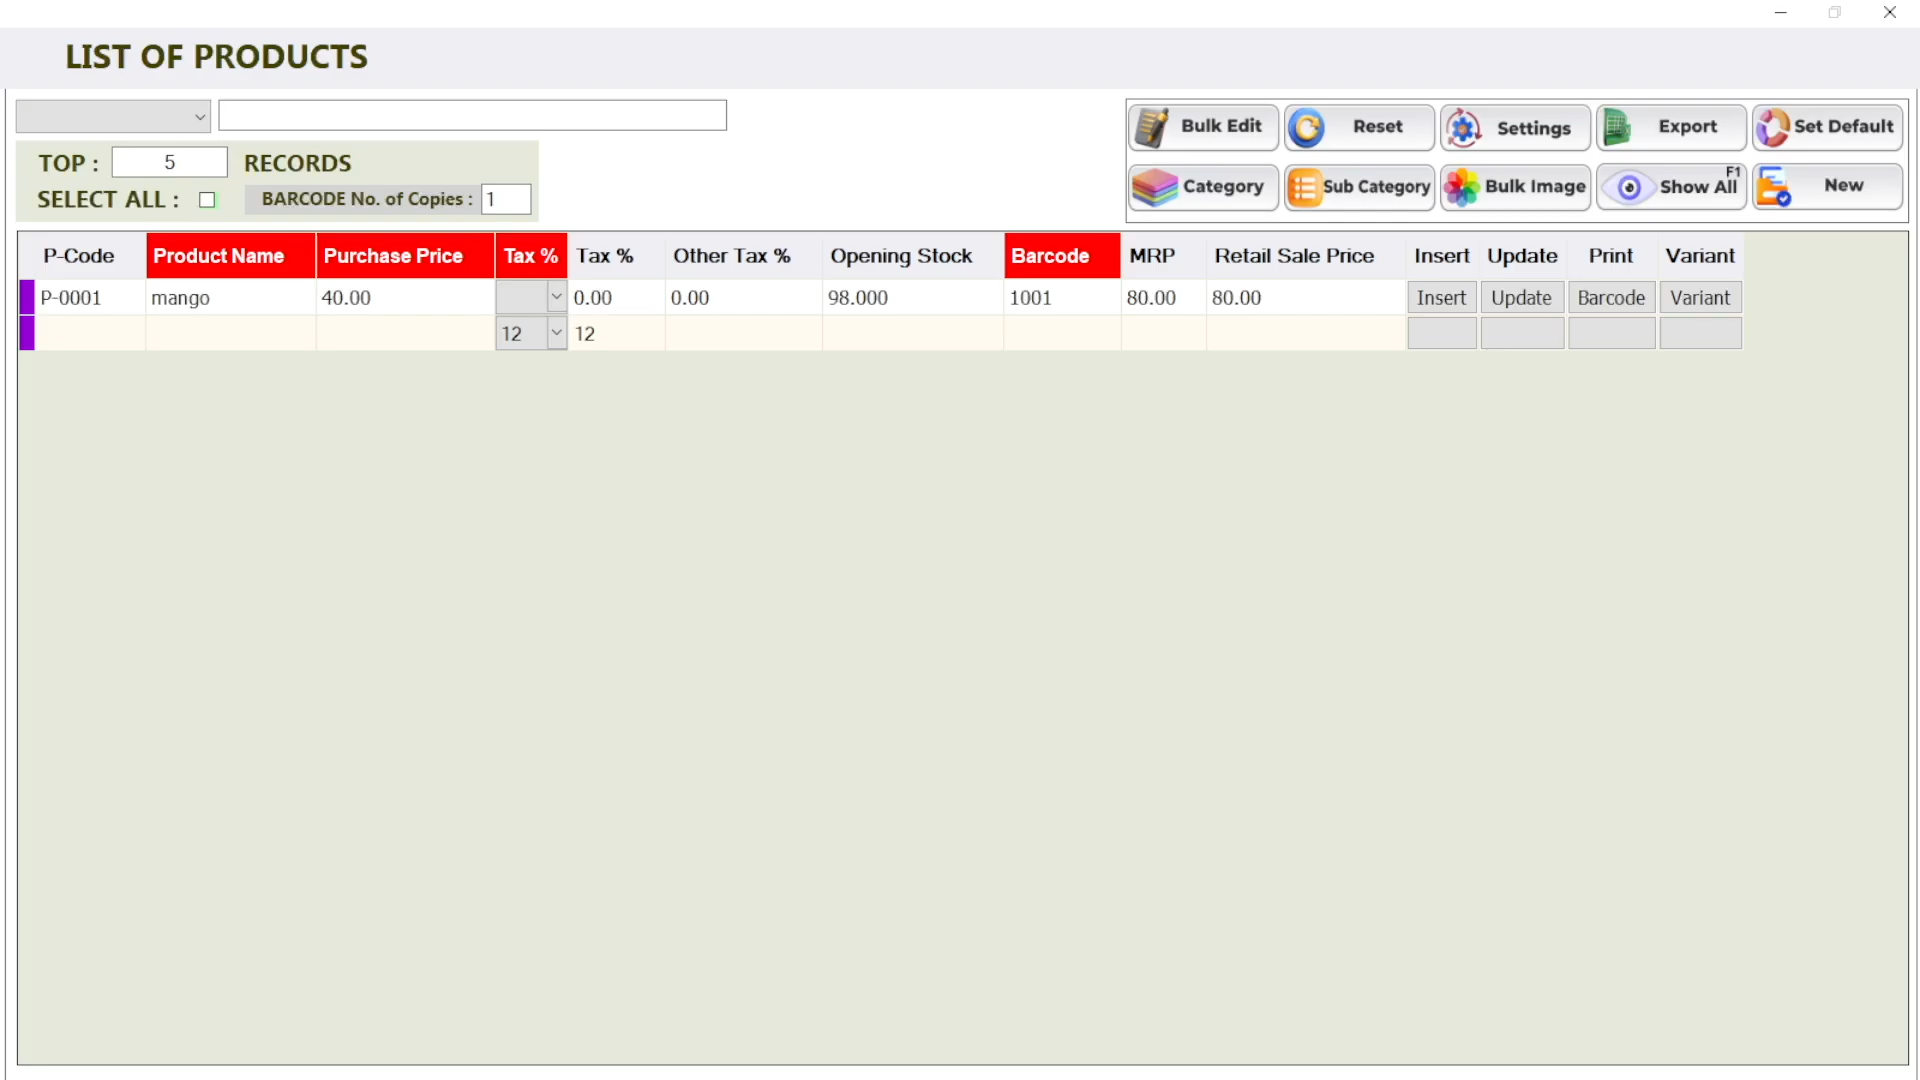 LIST OF PRODUCTS
Bulk Edit Reset Settings Export Set Default
TOP : 5 RECORDS
Category Sub Category Bulk Image Show All F1 New
SELECT ALL : BARCODE No. of Copies : 1
P-Code Product Name Purchase Price Tax % Tax % Other Tax % Opening Stock Barcode MRP Retail Sale Price Insert Update Print Variant
P-0001 mango 40.00 0.00 0.00 98.000 1001 80.00 80.00 Insert Update Barcode Variant
12 12